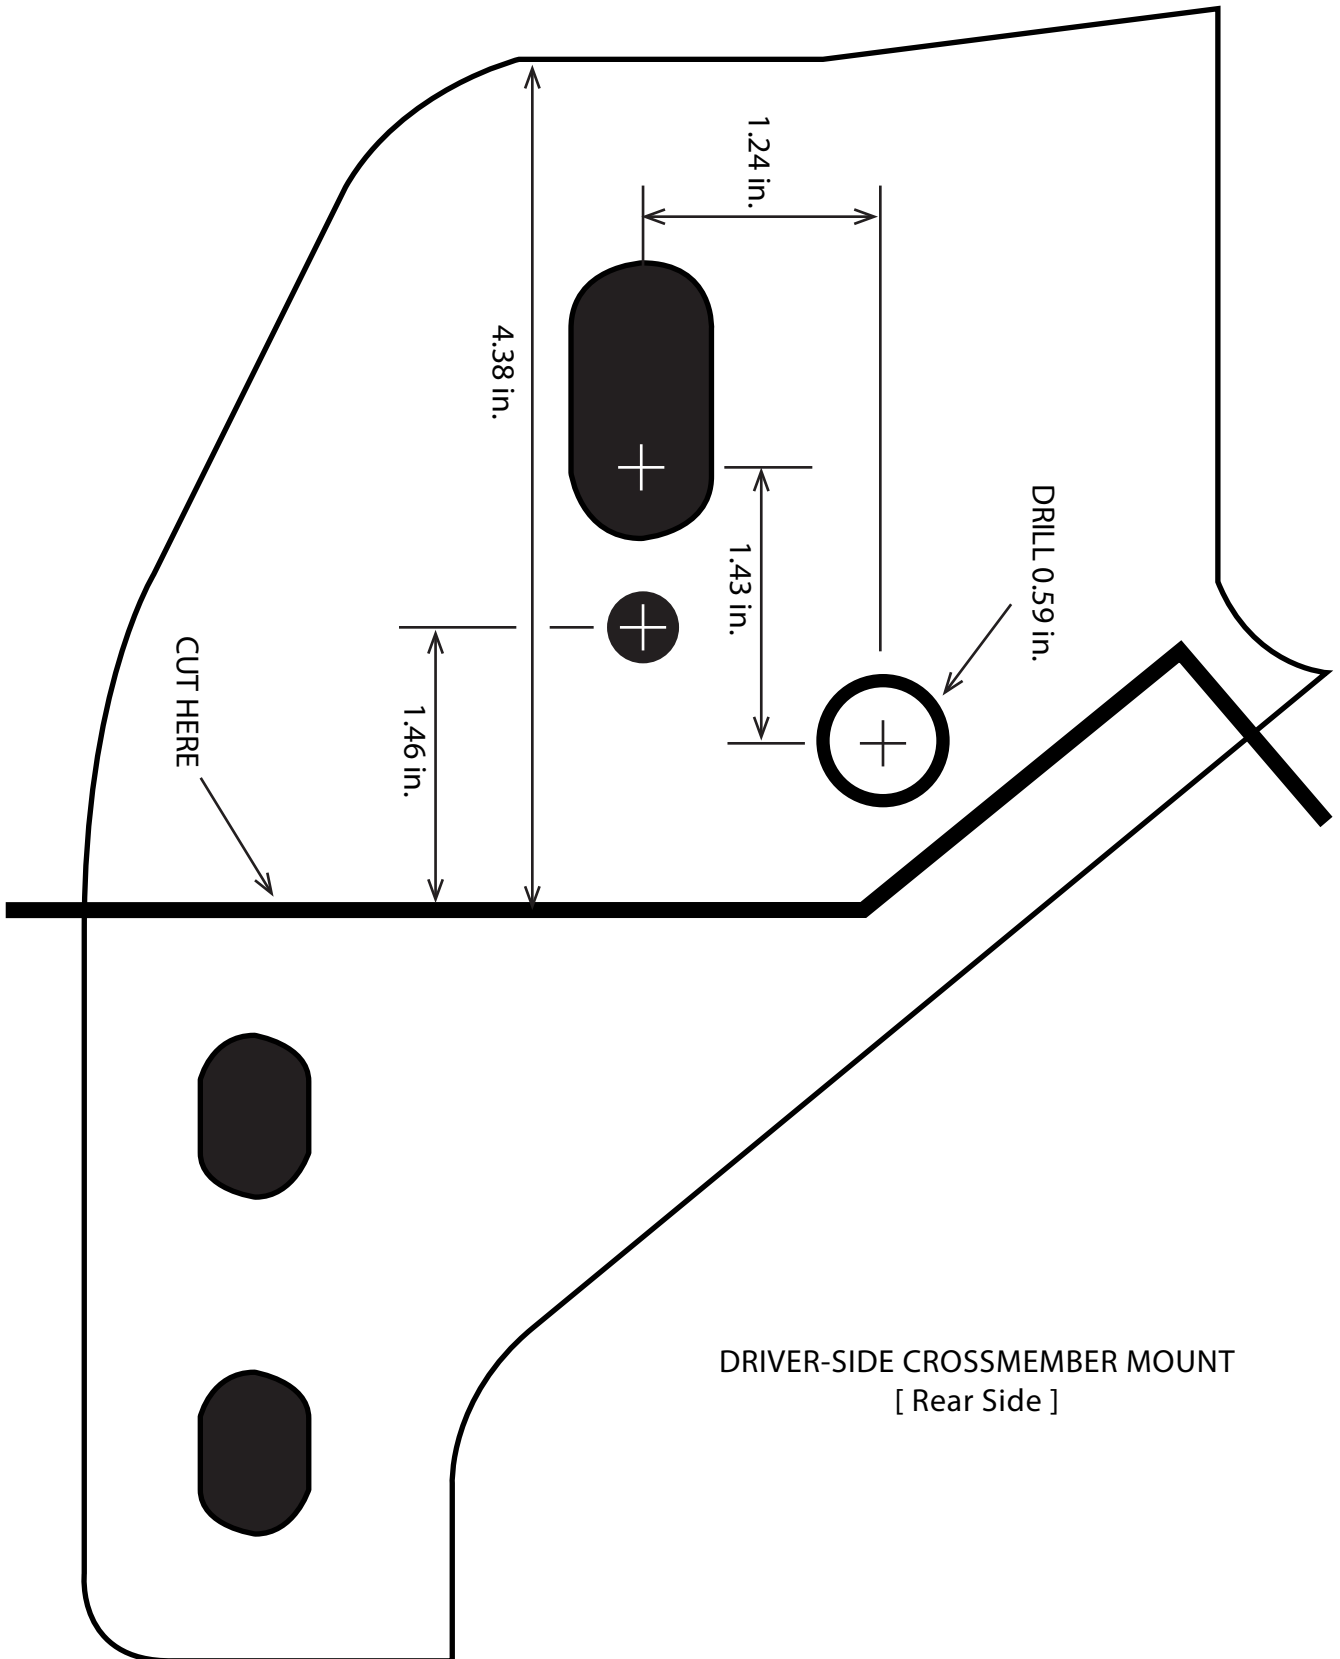 1.24 in.
4.38 in.
DRILL 0.59 in.
1.43 in.
CUT HERE
1.46 in.
DRIVER-SIDE CROSSMEMBER MOUNT
[ Rear Side ]